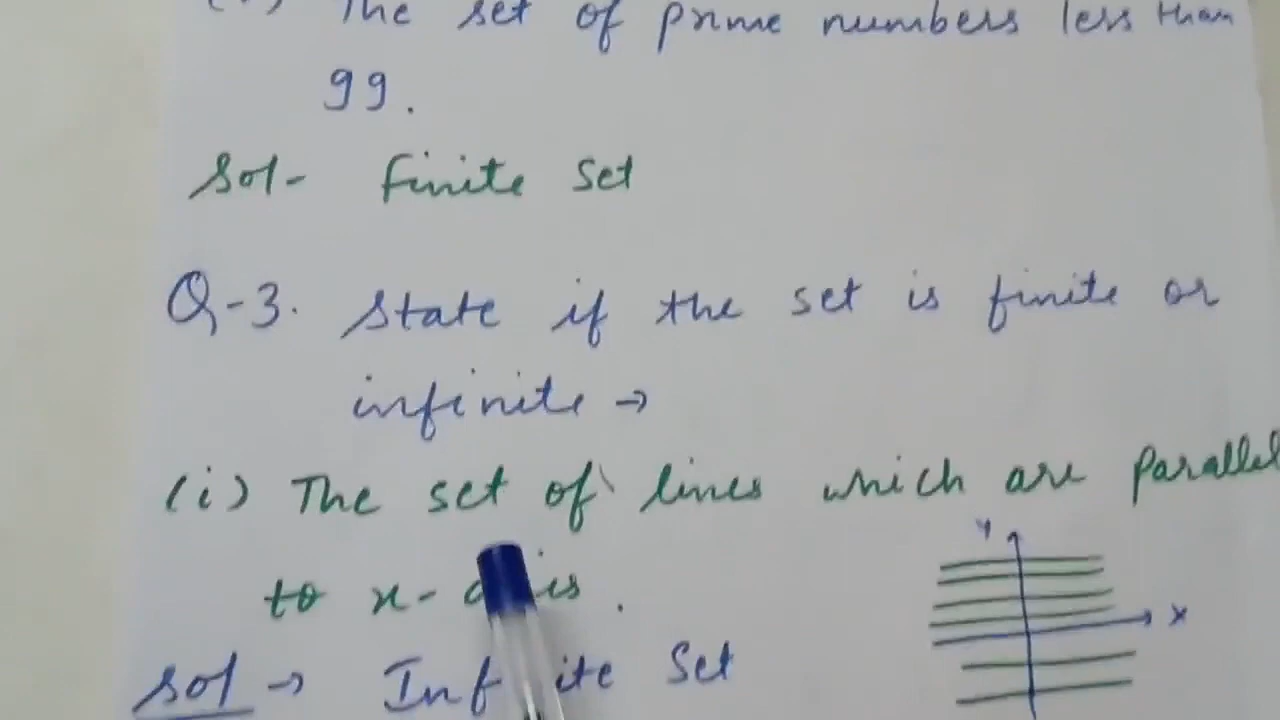 The set of prime numbers less than
99.
Sol- Finite Set
Q-3. State if the set is finite or
infinite →
(i) The set of lines which are parallel
to x-
Y
X
Sol → Set